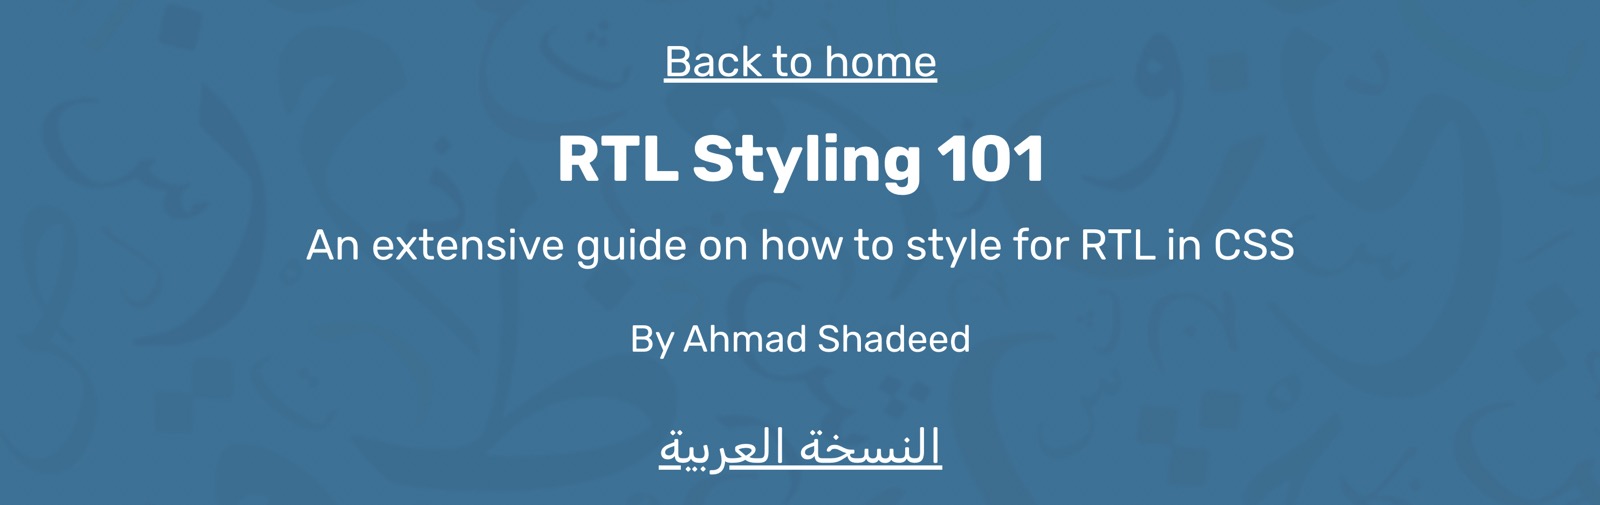 Back to home
RTL Styling 101
An extensive guide on how to style for RTL in CSS
By Ahmad Shadeed
النسخة العربية